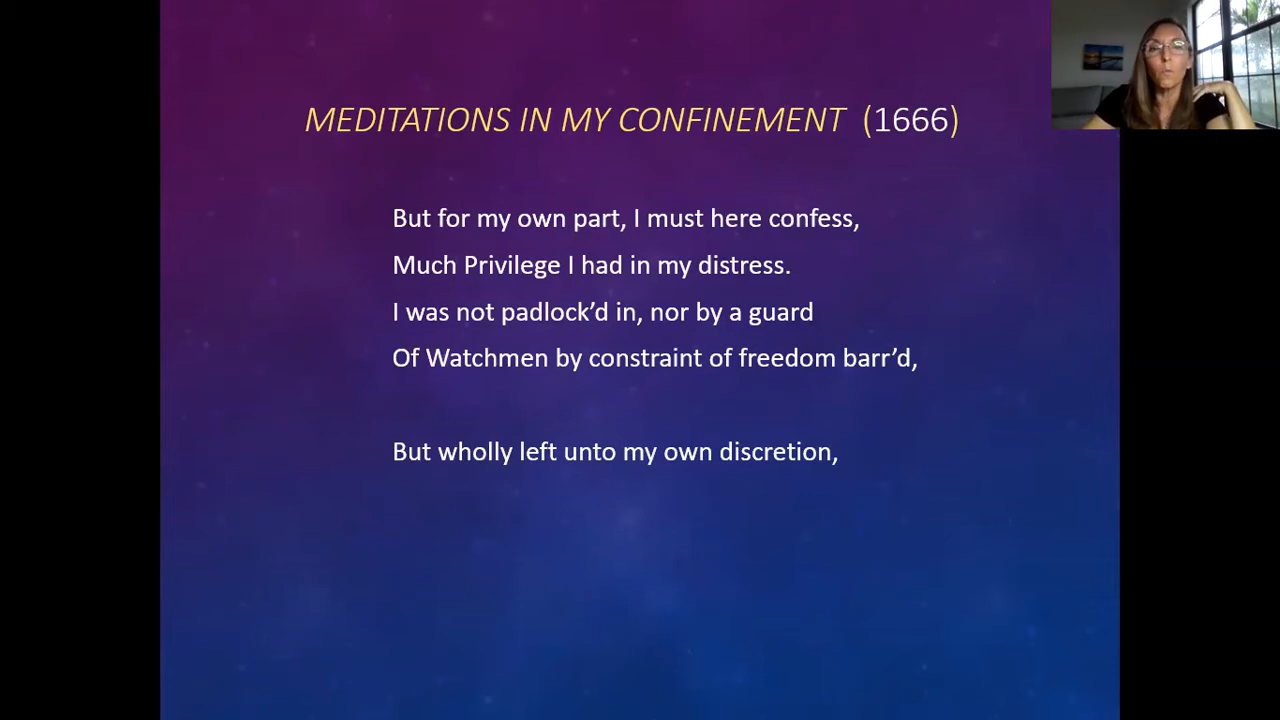 MEDITATIONS IN MY CONFINEMENT (1666)
But for my own part, I must here confess,
Much Privilege I had in my distress.
I was not padlock’d in, nor by a guard
Of Watchmen by constraint of freedom barr’d,
But wholly left unto my own discretion,